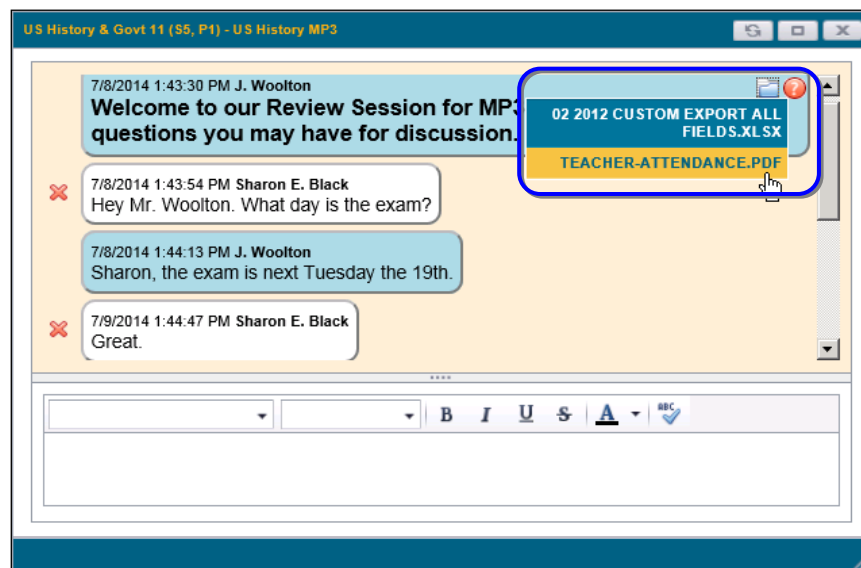 US History & Govt 11 (S5, P1) - US History MP3
7/8/2014 1:43:30 PM J. Woolton
Welcome to our Review Session for MP3
questions you may have for discussion.
?
02 2012 CUSTOM EXPORT ALL
FIELDS.XLSX
TEACHER-ATTENDANCE.PDF
7/8/2014 1:43:54 PM Sharon E. Black
Hey Mr. Woolton. What day is the exam?
7/8/2014 1:44:13 PM J. Woolton
Sharon, the exam is next Tuesday the 19th.
7/9/2014 1:44:47 PM Sharon E. Black
Great.
B I U S A ABC